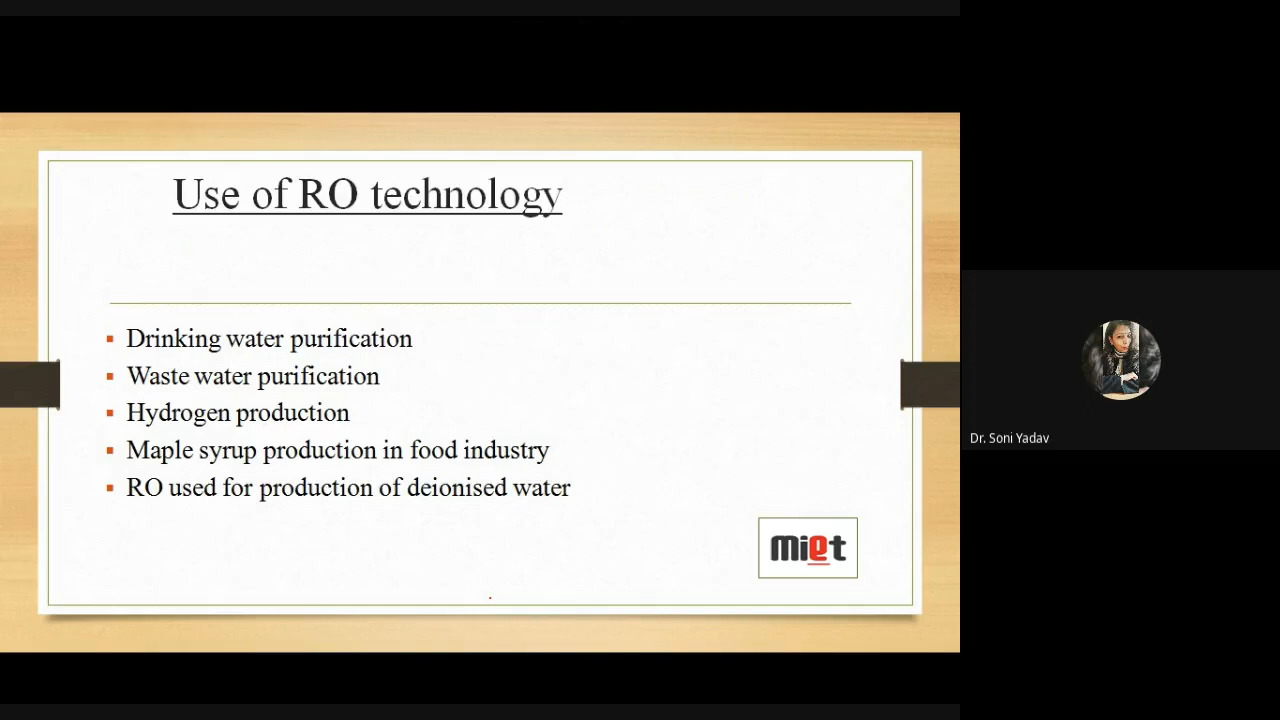 Use of RO technology
Drinking water purification
Waste water purification
Hydrogen production
Maple syrup production in food industry
RO used for production of deionised water
miet
Dr. Soni Yadav